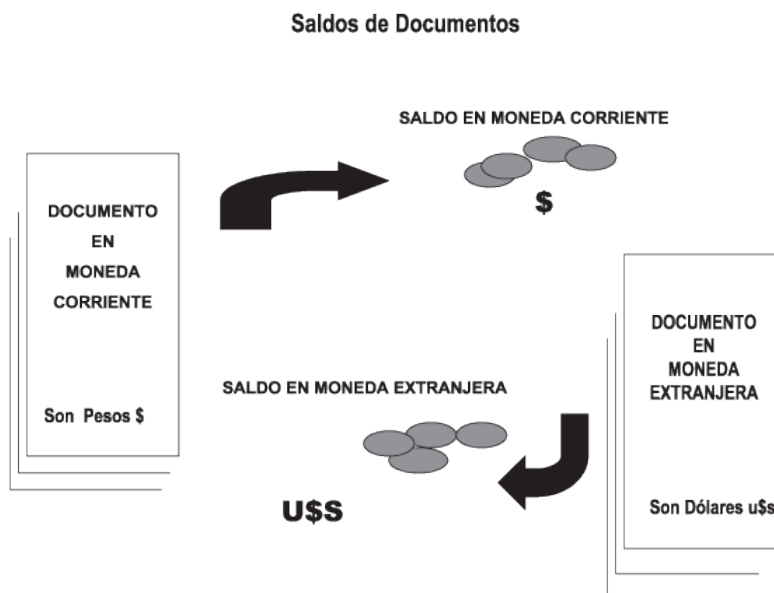 Saldos de Documentos
SALDO EN MONEDA CORRIENTE
$
DOCUMENTO
EN
MONEDA
CORRIENTE
Son Pesos $
SALDO EN MONEDA EXTRANJERA
U$S
DOCUMENTO
EN
MONEDA
EXTRANJERA
Son Dólares u$s